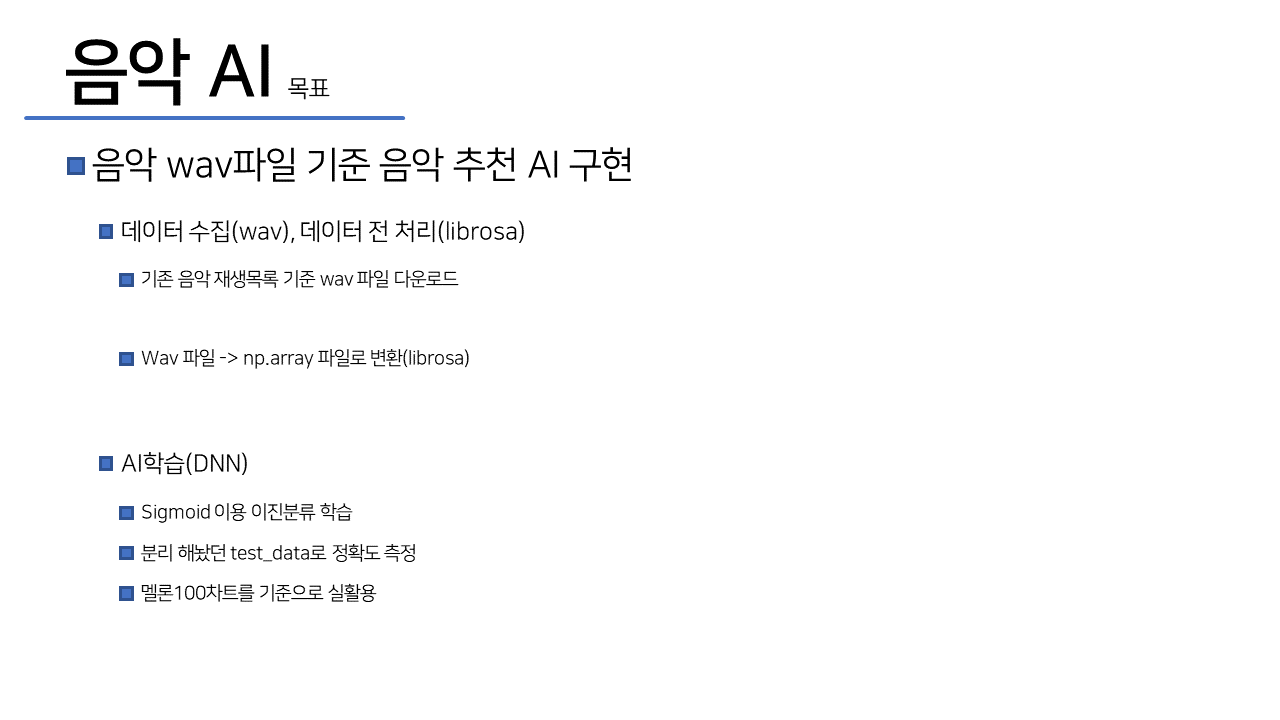 음악 AI 목표
음악 wav파일 기준 음악 추천 AI 구현
데이터 수집(wav), 데이터 전 처리(librosa)
기존 음악 재생목록 기준 wav 파일 다운로드
Wav 파일 -> np.array 파일로 변환(librosa)
AI학습(DNN)
Sigmoid 이용 이진분류 학습
분리 해놨던 test_data로 정확도 측정
멜론100차트를 기준으로 실활용